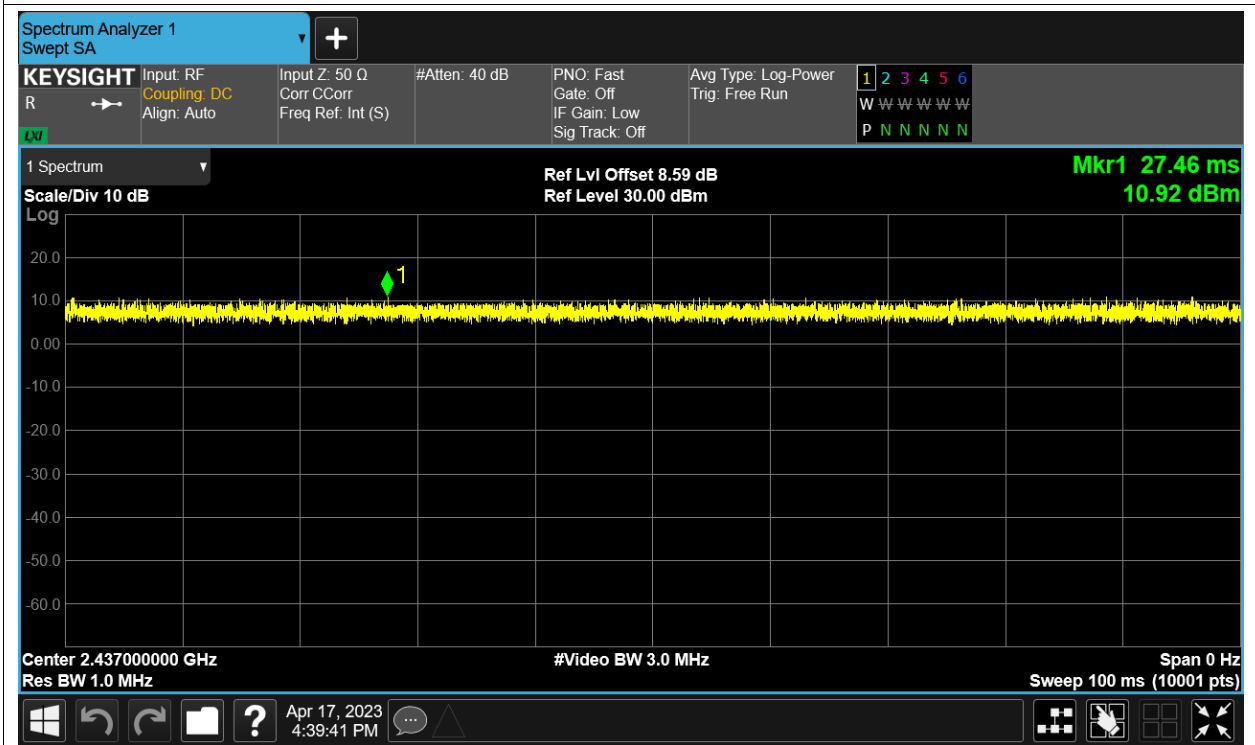 Spectrum Analyzer 1
Swept SA
KEYSIGHT
R
LXI
Input: RF
Coupling: DC
Align: Auto
Input Z: 50 Ω
Corr CCorr
Freq Ref: Int (S)
#Atten: 40 dB
PNO: Fast
Gate: Off
IF Gain: Low
Sig Track: Off
Avg Type: Log-Power
Trig: Free Run
1 2 3 4 5 6
W W W W W W
P N N N N N
1 Spectrum
Scale/Div 10 dB
Log
Ref Lvl Offset 8.59 dB
Ref Level 30.00 dBm
Mkr1 27.46 ms
10.92 dBm
1
20.0
10.0
0.00
-10.0
-20.0
-30.0
-40.0
-50.0
-60.0
Center 2.437000000 GHz
Res BW 1.0 MHz
#Video BW 3.0 MHz
Span 0 Hz
Sweep 100 ms (10001 pts)
?
Apr 17, 2023
4:39:41 PM